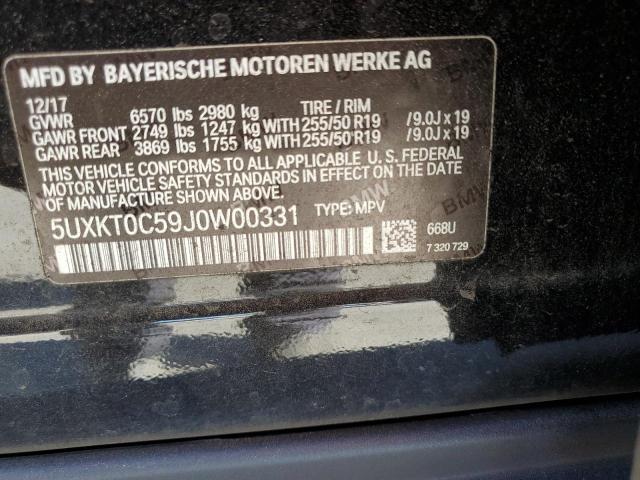 MFD BY BAYERISCHE MOTOREN WERKE AG
12/17
GVWR 6570 lbs 2980 kg TIRE / RIM
GAWR FRONT 2749 lbs 1247 kg WITH 255/50 R19 /9.0J x 19
GAWR REAR 3869 lbs 1755 kg WITH 255/50 R19 /9.0J x 19
THIS VEHICLE CONFORMS TO ALL APPLICABLE U.S. FEDERAL
MOTOR VEHICLE SAFETY STANDARDS IN EFFECT ON THE DATE
OF MANUFACTURE SHOWN ABOVE.
5UXKT0C59J0W00331 TYPE: MPV
668U
7 320 729